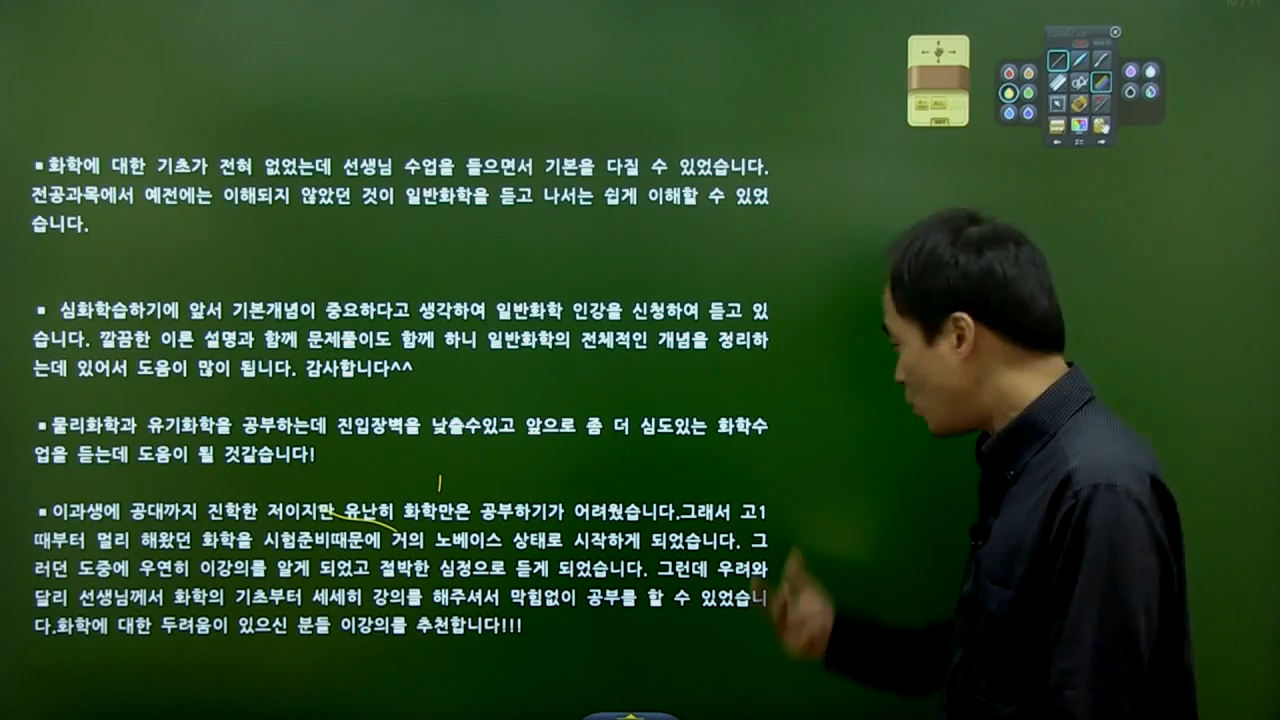 ▪화학에 대한 기초가 전혀 없었는데 선생님 수업을 들으면서 기본을 다질 수 있었습니다.
전공과목에서 예전에는 이해되지 않았던 것이 일반화학을 듣고 나서는 쉽게 이해할 수 있었
습니다.
▪ 심화학습하기에 앞서 기본개념이 중요하다고 생각하여 일반화학 인강을 신청하여 듣고 있
습니다. 깔끔한 이론 설명과 함께 문제풀이도 함께 하니 일반화학의 전체적인 개념을 정리하
는데 있어서 도움이 많이 됩니다. 감사합니다^^
▪물리화학과 유기화학을 공부하는데 진입장벽을 낮출수있고 앞으로 좀 더 심도있는 화학수
업을 듣는데 도움이 될 것같습니다!
▪이과생에 공대까지 진학한 저이지만 유난히 화학만은 공부하기가 어려웠습니다.그래서 고1
때부터 멀리 해왔던 화학을 시험준비때문에 거의 노베이스 상태로 시작하게 되었습니다. 그
러던 도중에 우연히 이강의를 알게 되었고 절박한 심정으로 듣게 되었습니다. 그런데 우려와
달리 선생님께서 화학의 기초부터 세세히 강의를 해주셔서 막힘없이 공부를 할 수 있었습니
다.화학에 대한 두려움이 있으신 분들 이강의를 추천합니다!!!
ALL